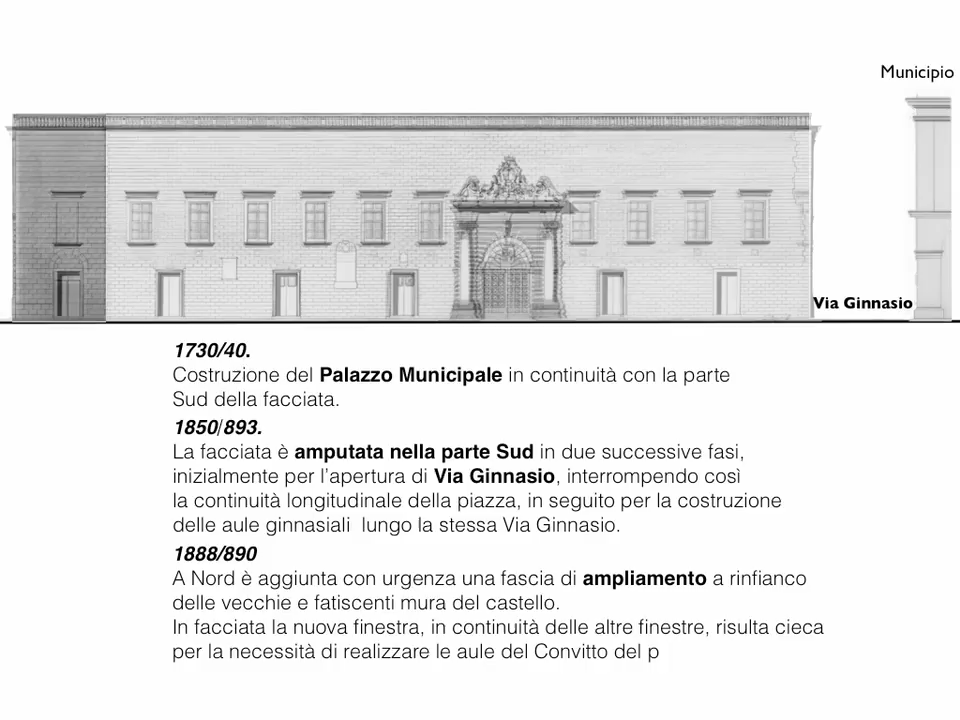 Municipio
Via Ginnasio
1730/40.
Costruzione del Palazzo Municipale in continuità con la parte
Sud della facciata.
1850/893.
La facciata è amputata nella parte Sud in due successive fasi,
inizialmente per l'apertura di Via Ginnasio, interrompendo così
la continuità longitudinale della piazza, in seguito per la costruzione
delle aule ginnasiali lungo la stessa Via Ginnasio.
1888/890
A Nord è aggiunta con urgenza una fascia di ampliamento a rinfianco
delle vecchie e fatiscenti mura del castello.
In facciata la nuova finestra, in continuità delle altre finestre, risulta cieca
per la necessità di realizzare le aule del Convitto del p